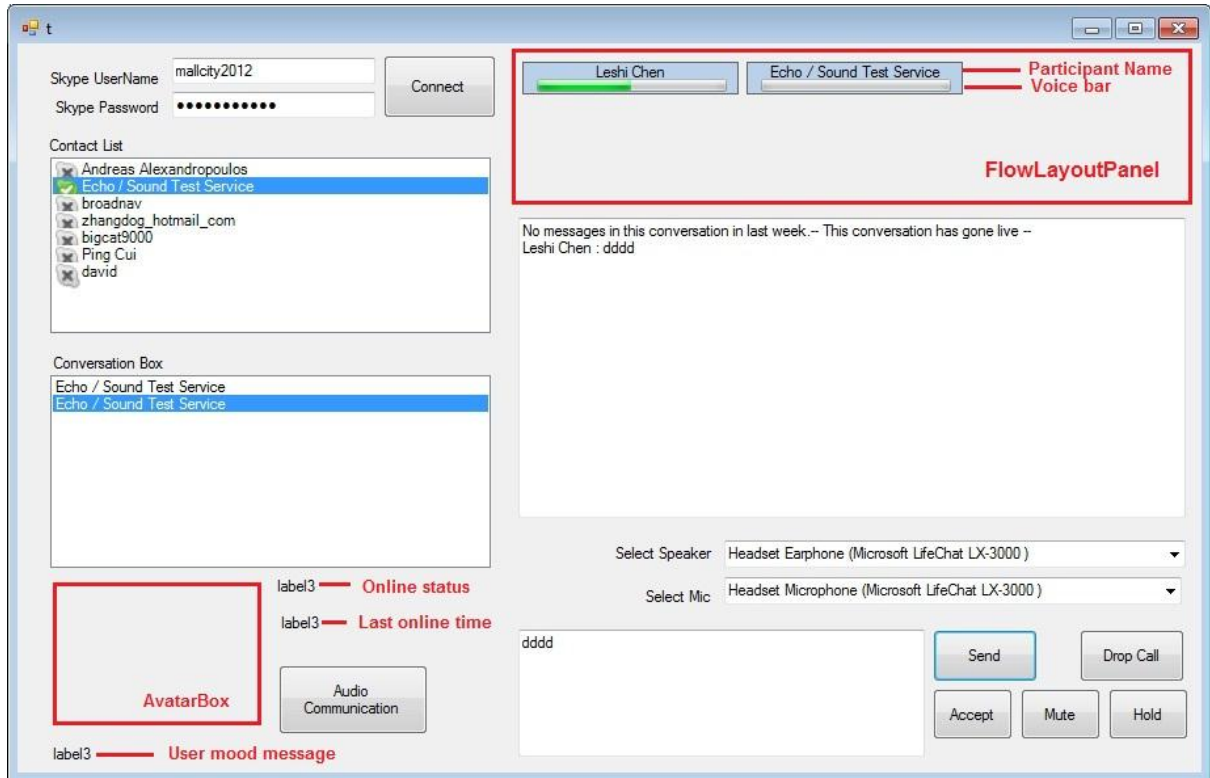 t
Skype UserName
mallcity2012
Connect
Skype Password
●●●●●●●●●●●
Contact List
Andreas Alexandropoulos
Echo / Sound Test Service
broadnav
zhangdog_hotmail_com
bigcat9000
Ping Cui
david
Conversation Box
Echo / Sound Test Service
Echo / Sound Test Service
label3
Online status
label3
Last online time
AvatarBox
Audio
Communication
label3
User mood message
Leshi Chen
Echo / Sound Test Service
Participant Name
Voice bar
FlowLayoutPanel
No messages in this conversation in last week.-- This conversation has gone live --
Leshi Chen : dddd
Select Speaker
Headset Earphone (Microsoft LifeChat LX-3000 )
Select Mic
Headset Microphone (Microsoft LifeChat LX-3000 )
dddd
Send
Drop Call
Accept
Mute
Hold